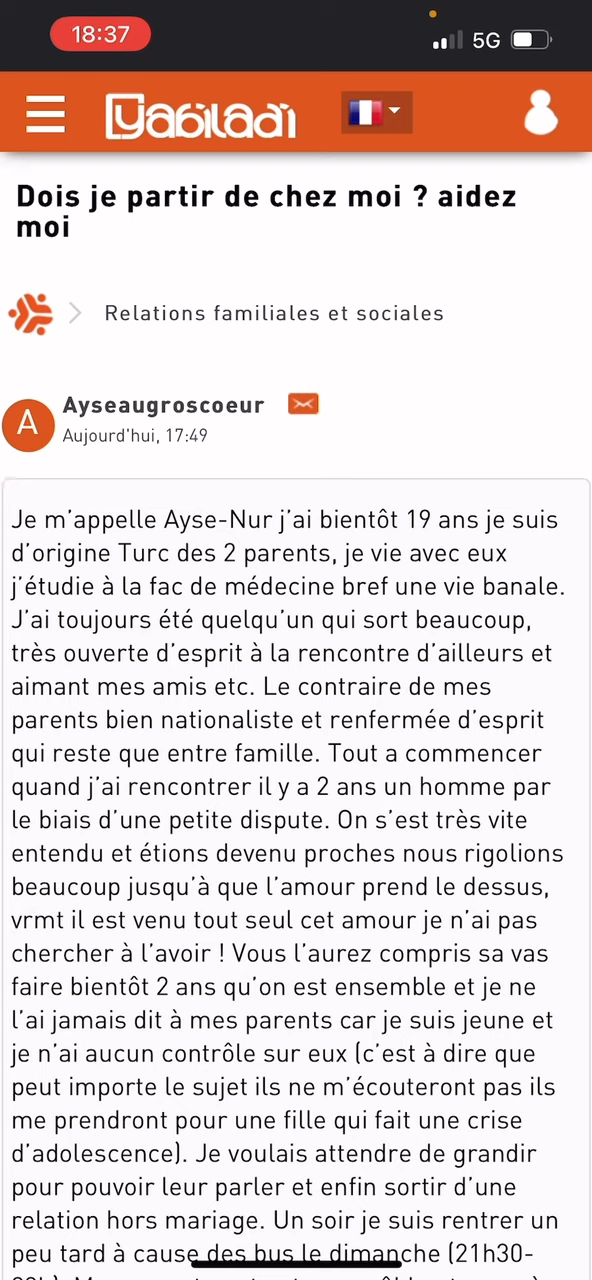 18:37
5G
Yabiladi
Dois je partir de chez moi ? aidez
moi
Relations familiales et sociales
A
Ayseaugroscoeur
Aujourd'hui, 17:49
Je m'appelle Ayse-Nur j'ai bientôt 19 ans je suis
d'origine Turc des 2 parents, je vie avec eux
j'étudie à la fac de médecine bref une vie banale.
J'ai toujours été quelqu'un qui sort beaucoup,
très ouverte d'esprit à la rencontre d'ailleurs et
aimant mes amis etc. Le contraire de mes
parents bien nationaliste et renfermée d'esprit
qui reste que entre famille. Tout a commencer
quand j'ai rencontrer il y a 2 ans un homme par
le biais d'une petite dispute. On s'est très vite
entendu et étions devenu proches nous rigolions
beaucoup jusqu'à que l'amour prend le dessus,
vrmt il est venu tout seul cet amour je n'ai pas
chercher à l'avoir ! Vous l'aurez compris sa vas
faire bientôt 2 ans qu'on est ensemble et je ne
l'ai jamais dit à mes parents car je suis jeune et
je n'ai aucun contrôle sur eux (c'est à dire que
peut importe le sujet ils ne m'écouteront pas ils
me prendront pour une fille qui fait une crise
d'adolescence). Je voulais attendre de grandir
pour pouvoir leur parler et enfin sortir d'une
relation hors mariage. Un soir je suis rentrer un
peu tard à cause des bus le dimanche (21h30-